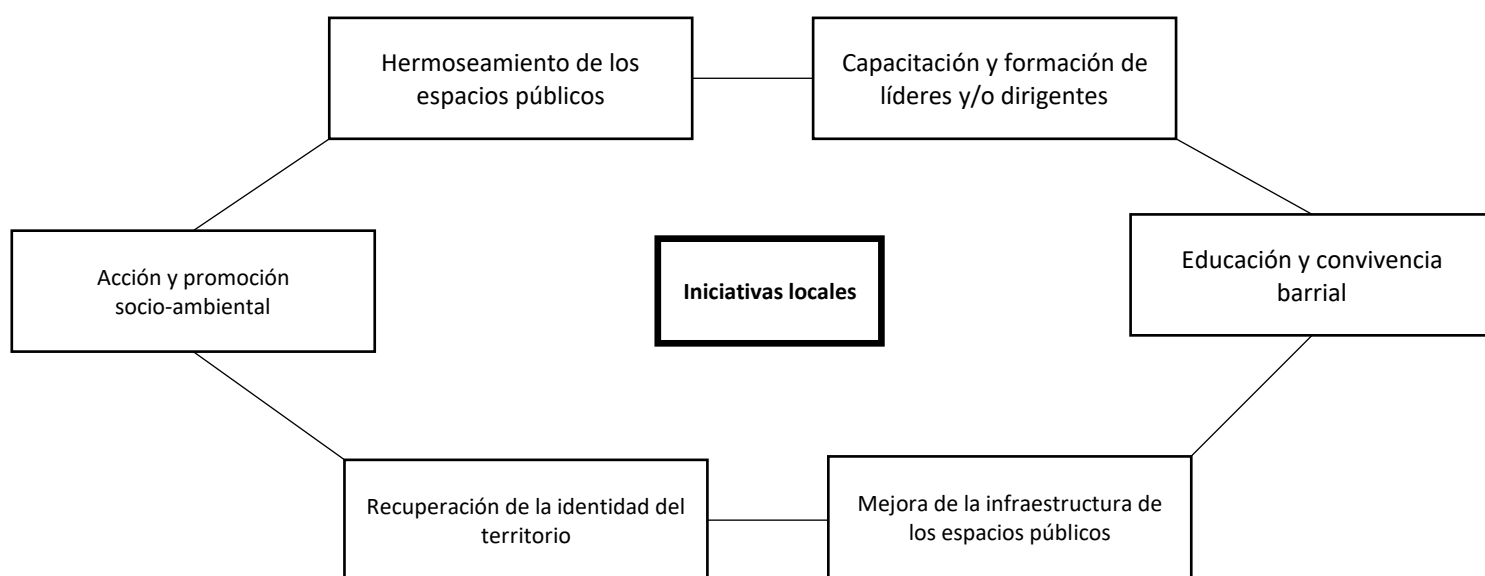 Hermoseamiento de los
espacios públicos
Capacitación y formación de
líderes y/o dirigentes
Acción y promoción
socio-ambiental
Iniciativas locales
Educación y convivencia
barrial
Recuperación de la identidad del
territorio
Mejora de la infraestructura de
los espacios públicos